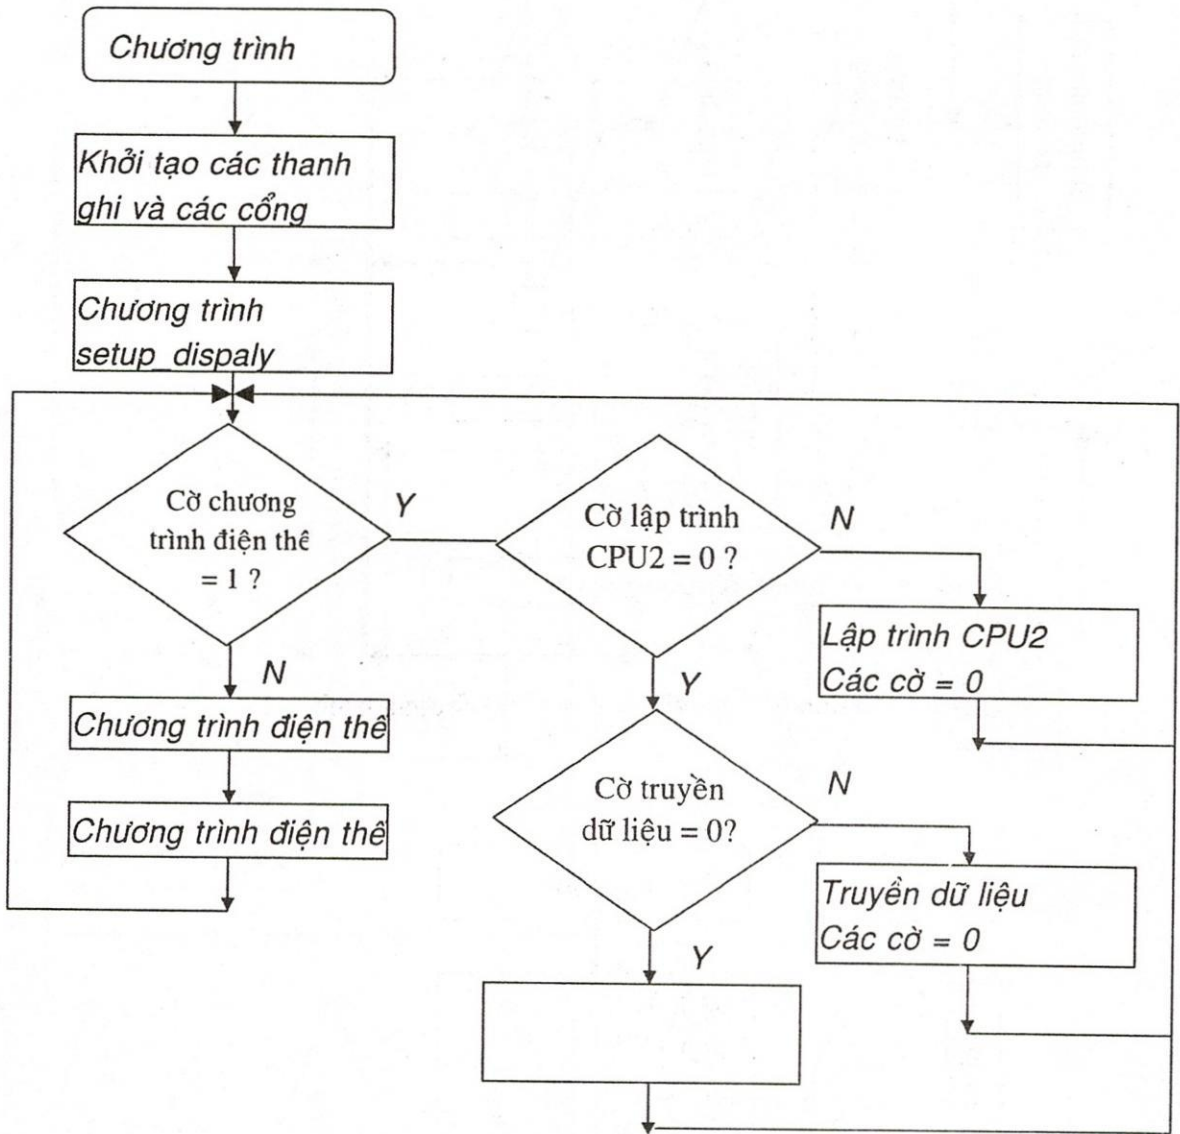 Chương trình
Khởi tạo các thanh
ghi và các cổng
Chương trình
setup_dispaly
Cờ chương
trình điện thế
= 1 ?
Y
N
Chương trình điện thế
Chương trình điện thế
Cờ lập trình
CPU2 = 0 ?
N
Y
Lập trình CPU2
Các cờ = 0
Cờ truyền
dữ liệu = 0?
N
Y
Truyền dữ liệu
Các cờ = 0